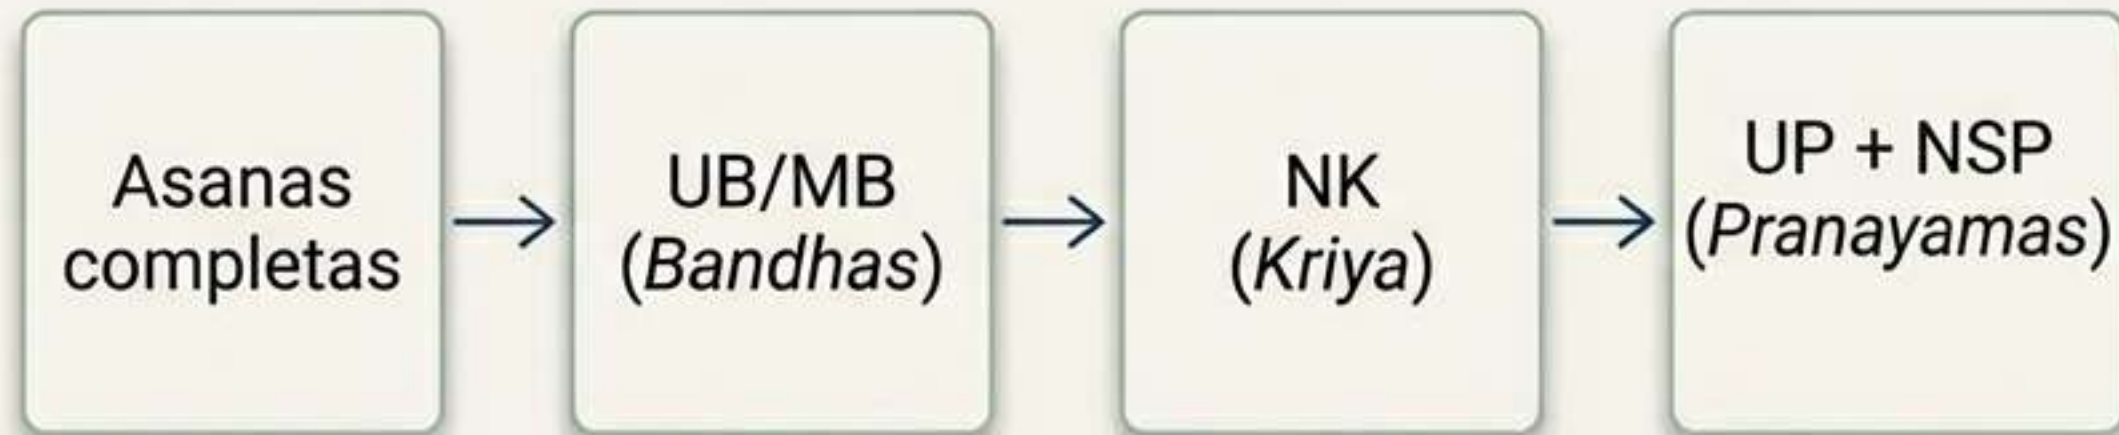 Asanas
completas
UB/MB
(Bandhas)
NK
(Kriya)
UP + NSP
(Pranayamas)